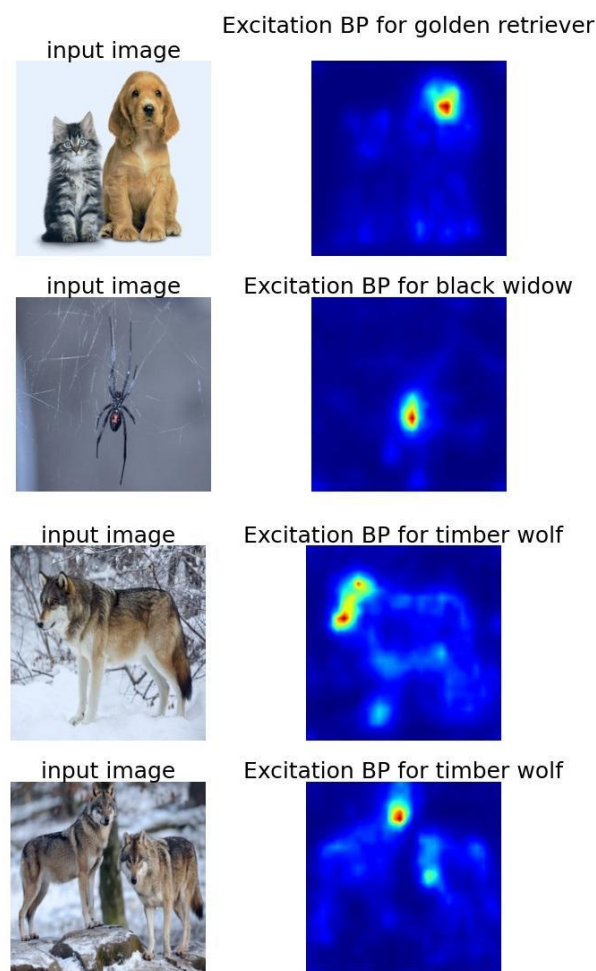 Excitation BP for golden retriever
input image
input image
Excitation BP for black widow
input image
Excitation BP for timber wolf
input image
Excitation BP for timber wolf